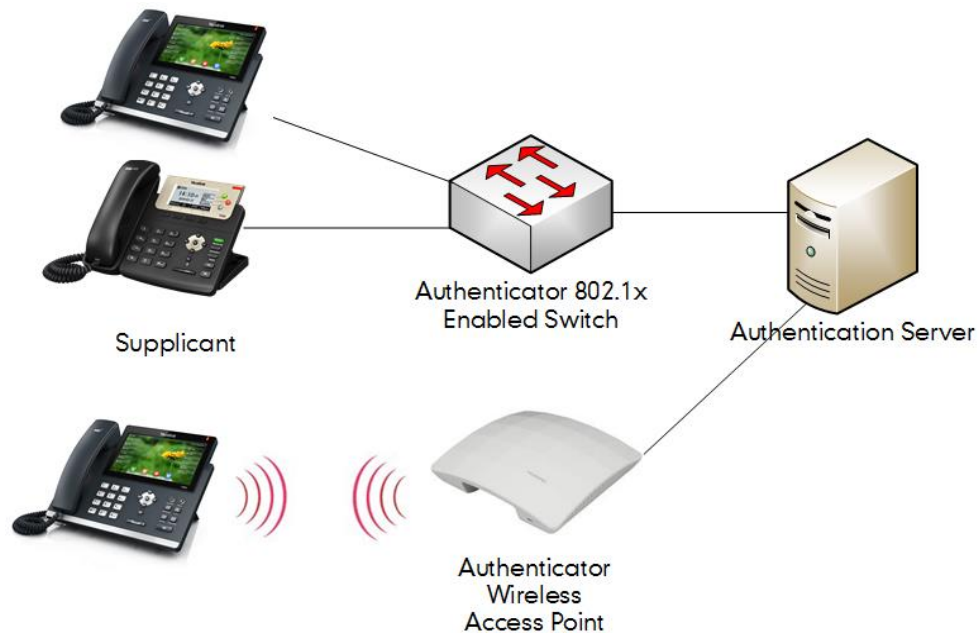 Authenticator 802.1x
Enabled Switch
Authentication Server
Supplicant
Authenticator
Wireless
Access Point